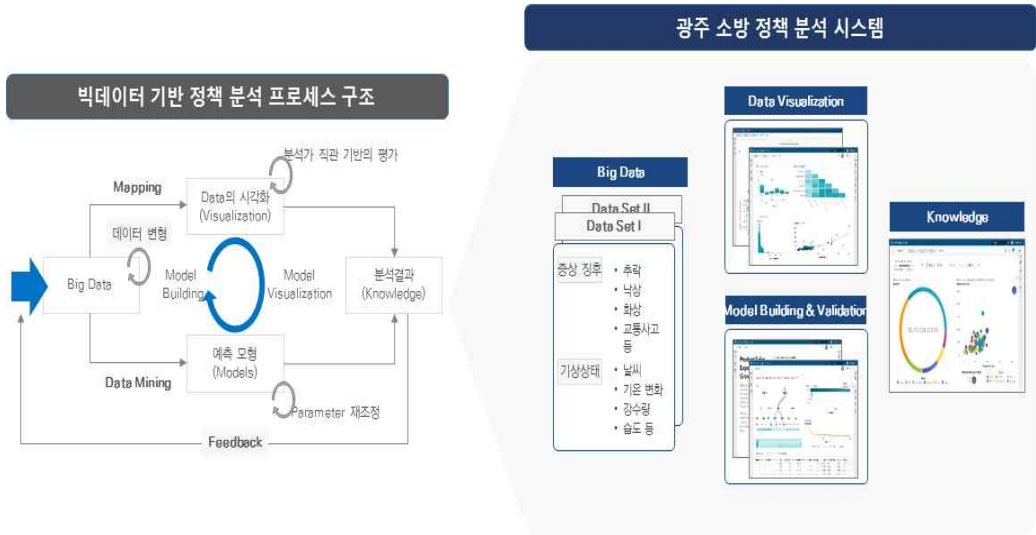 광주 소방 정책 분석 시스템
빅데이터 기반 정책 분석 프로세스 구조
분석가 직관 기반의 평가
Mapping
Data의 시각화
(Visualization)
데이터 변형
Big Data
Model
Building
Model
Visualization
분석결과
(Knowledge)
예측 모형
(Models)
Data Mining
Parameter 재조정
Feedback
Big Data
Data Set II
Data Set I
증상 징후
• 추락
• 낙상
• 화상
• 교통사고
등
기상상태
• 날씨
• 기온 변화
• 강수량
• 습도 등
Data Visualization
Model Building & Validation
Knowledge